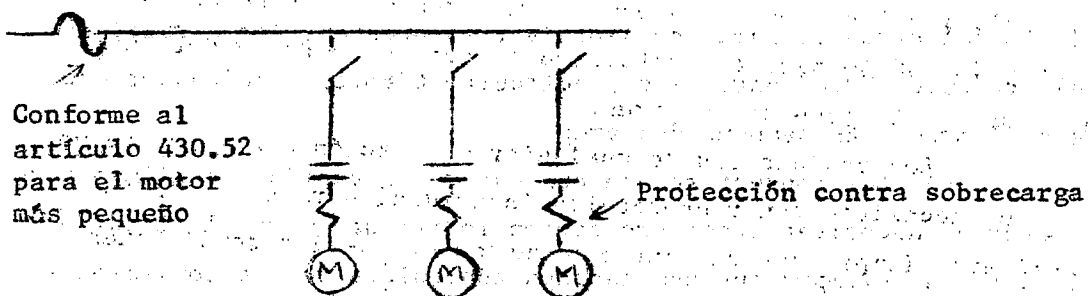 Conforme al
artículo 430.52
para el motor
más pequeño
Protección contra sobrecarga
M
M
M